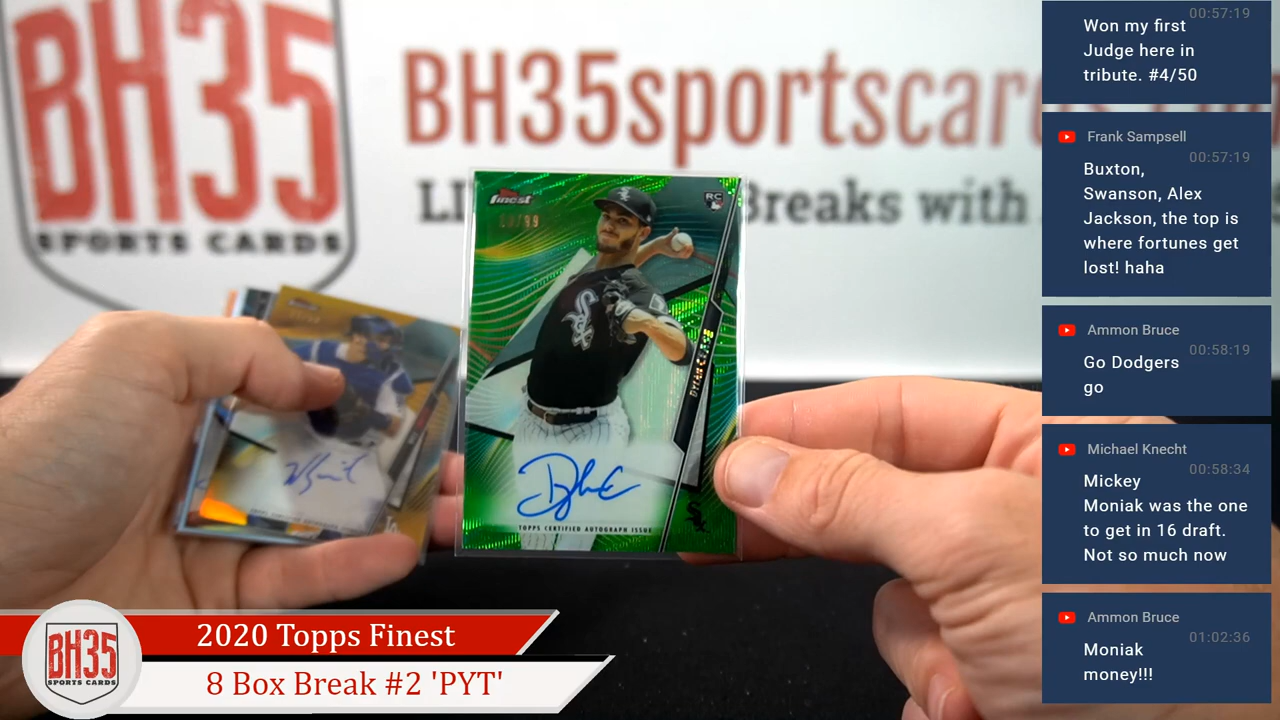 BH35
SPORTS CARDS
BH35sportscar
Breaks with
finest
/99
RC
DYLAN CEASE
TOPPS CERTIFIED AUTOGRAPH ISSUE
BH35
SPORTS CARDS
2020 Topps Finest
8 Box Break #2 'PYT'
00:57:19
Won my first
Judge here in
tribute. #4/50
Frank Sampsell
00:57:19
Buxton,
Swanson, Alex
Jackson, the top is
where fortunes get
lost! haha
Ammon Bruce
00:58:19
Go Dodgers
go
Michael Knecht
00:58:34
Mickey
Moniak was the one
to get in 16 draft.
Not so much now
Ammon Bruce
01:02:36
Moniak
money!!!